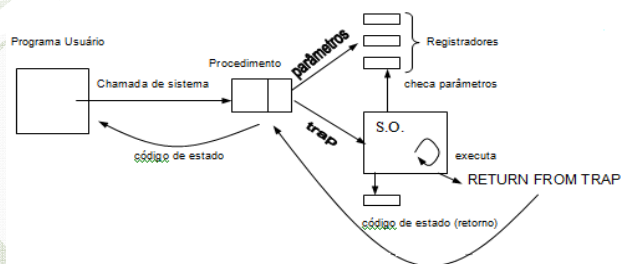 Programa Usuário
Procedimento
parâmetros
Registradores
Chamada de sistema
checa parâmetros
trap
S.O.
código de estado
executa
RETURN FROM TRAP
código de estado (retorno)